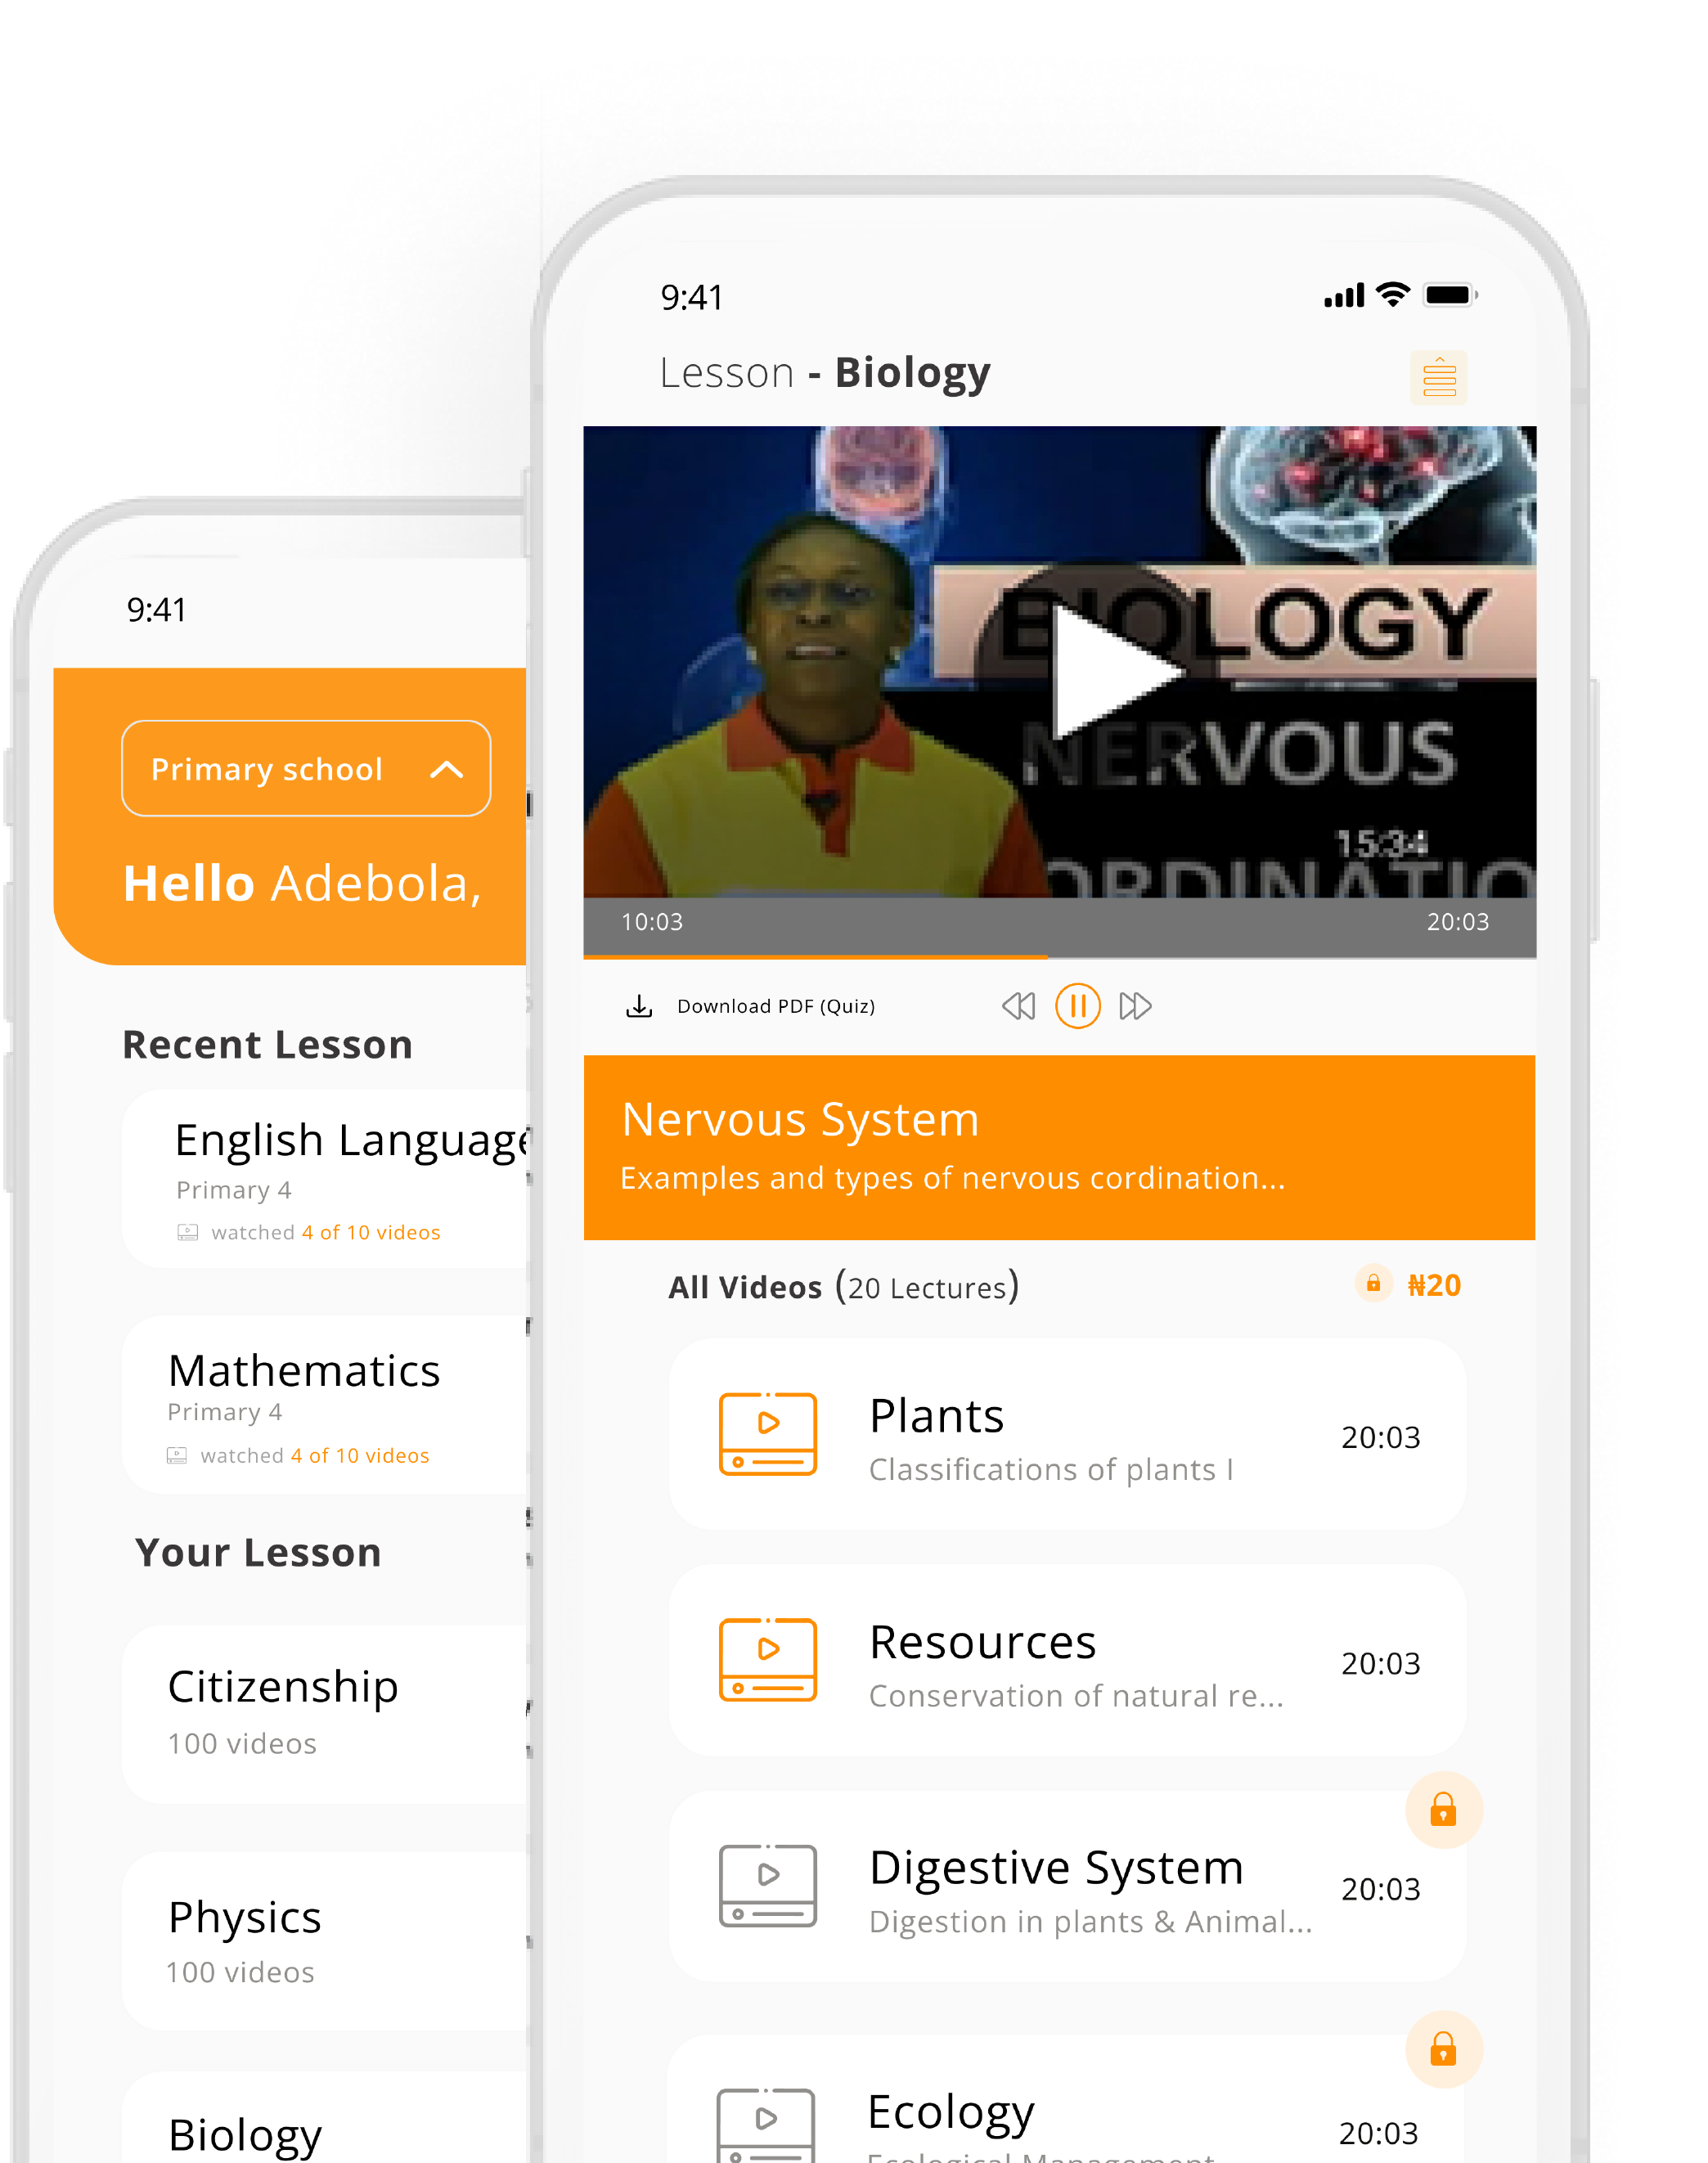 9:41
Primary school
Hello Adebola,
Recent Lesson
English Language
Primary 4
watched 4 of 10 videos
Mathematics
Primary 4
watched 4 of 10 videos
Your Lesson
Citizenship
100 videos
Physics
100 videos
Biology
9:41
Lesson - Biology
BIOLOGY
NERVOUS
15:34
ORDINATIO
10:03
20:03
Download PDF (Quiz)
Nervous System
Examples and types of nervous cordination...
All Videos (20 Lectures)
₦20
Plants
Classifications of plants I
20:03
Resources
Conservation of natural re...
20:03
Digestive System
Digestion in plants & Animal...
20:03
Ecology
20:03
Ecological Management